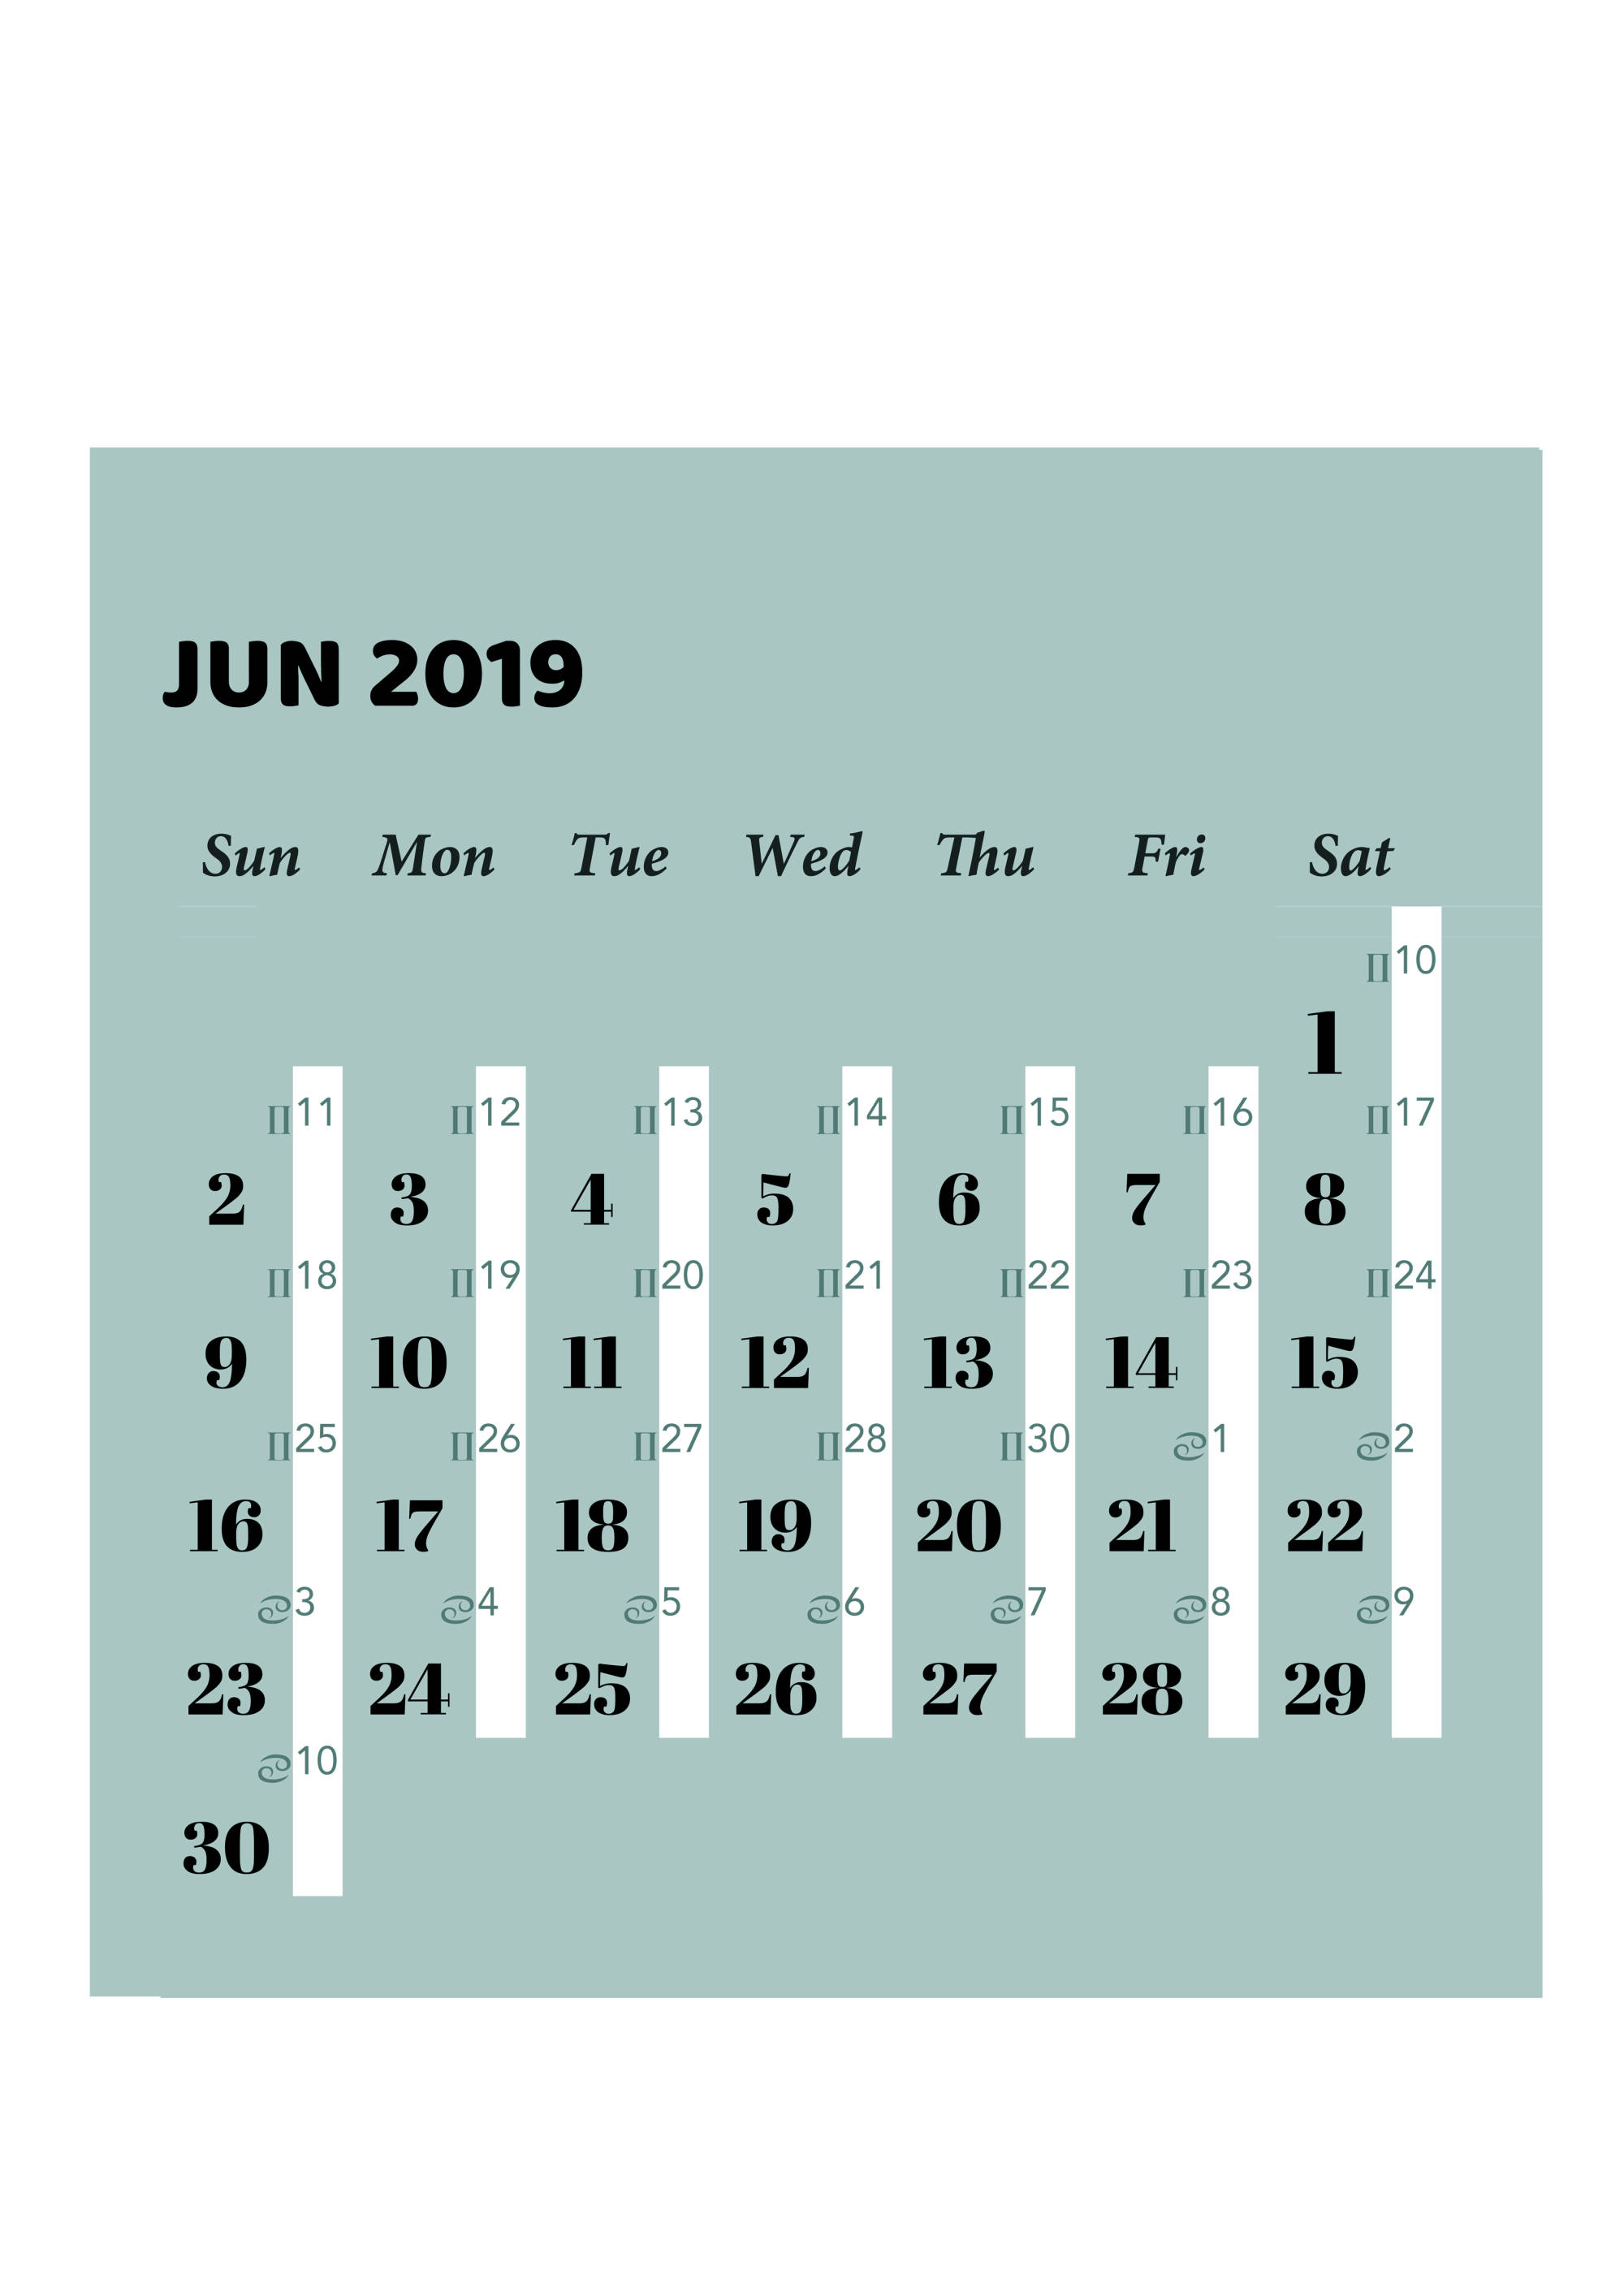 JUN 2019
Sun Mon Tue Wed Thu Fri Sat
♊10
1
♊11 ♊12 ♊13 ♊14 ♊15 ♊16 ♊17
2 3 4 5 6 7 8
♊18 ♊19 ♊20 ♊21 ♊22 ♊23 ♊24
9 10 11 12 13 14 15
♊25 ♊26 ♊27 ♊28 ♊30 ♋1 ♋2
16 17 18 19 20 21 22
♋3 ♋4 ♋5 ♋6 ♋7 ♋8 ♋9
23 24 25 26 27 28 29
♋10
30